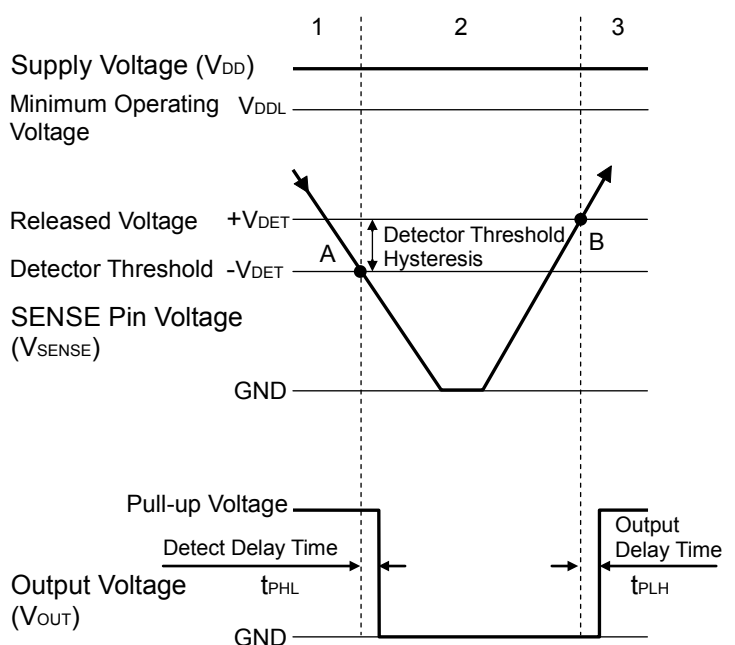 1 2 3
Supply Voltage (VDD)
Minimum Operating VDDL
Voltage
Released Voltage +VDET
Detector Threshold
Hysteresis
A
B
Detector Threshold -VDET
SENSE Pin Voltage
(VSENSE)
GND
Pull-up Voltage
Detect Delay Time
tPHL
Output
Delay Time
tPLH
Output Voltage
(VOUT)
GND